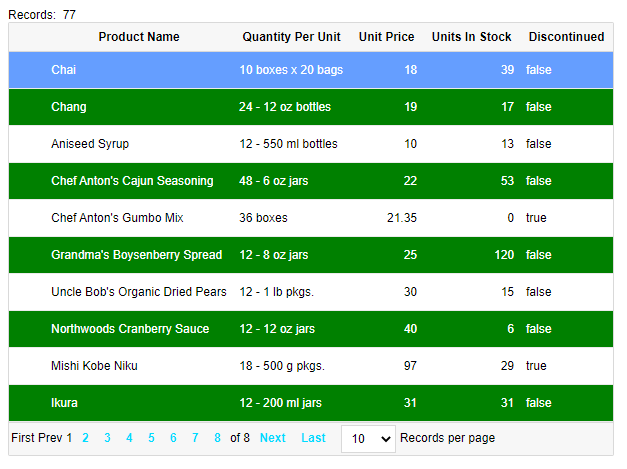 Records: 77
Product Name Quantity Per Unit Unit Price Units In Stock Discontinued
Chai 10 boxes x 20 bags 18 39 false
Chang 24 - 12 oz bottles 19 17 false
Aniseed Syrup 12 - 550 ml bottles 10 13 false
Chef Anton's Cajun Seasoning 48 - 6 oz jars 22 53 false
Chef Anton's Gumbo Mix 36 boxes 21.35 0 true
Grandma's Boysenberry Spread 12 - 8 oz jars 25 120 false
Uncle Bob's Organic Dried Pears 12 - 1 lb pkgs. 30 15 false
Northwoods Cranberry Sauce 12 - 12 oz jars 40 6 false
Mishi Kobe Niku 18 - 500 g pkgs. 97 29 true
Ikura 12 - 200 ml jars 31 31 false
First Prev 1 2 3 4 5 6 7 8 of 8 Next Last 10 Records per page